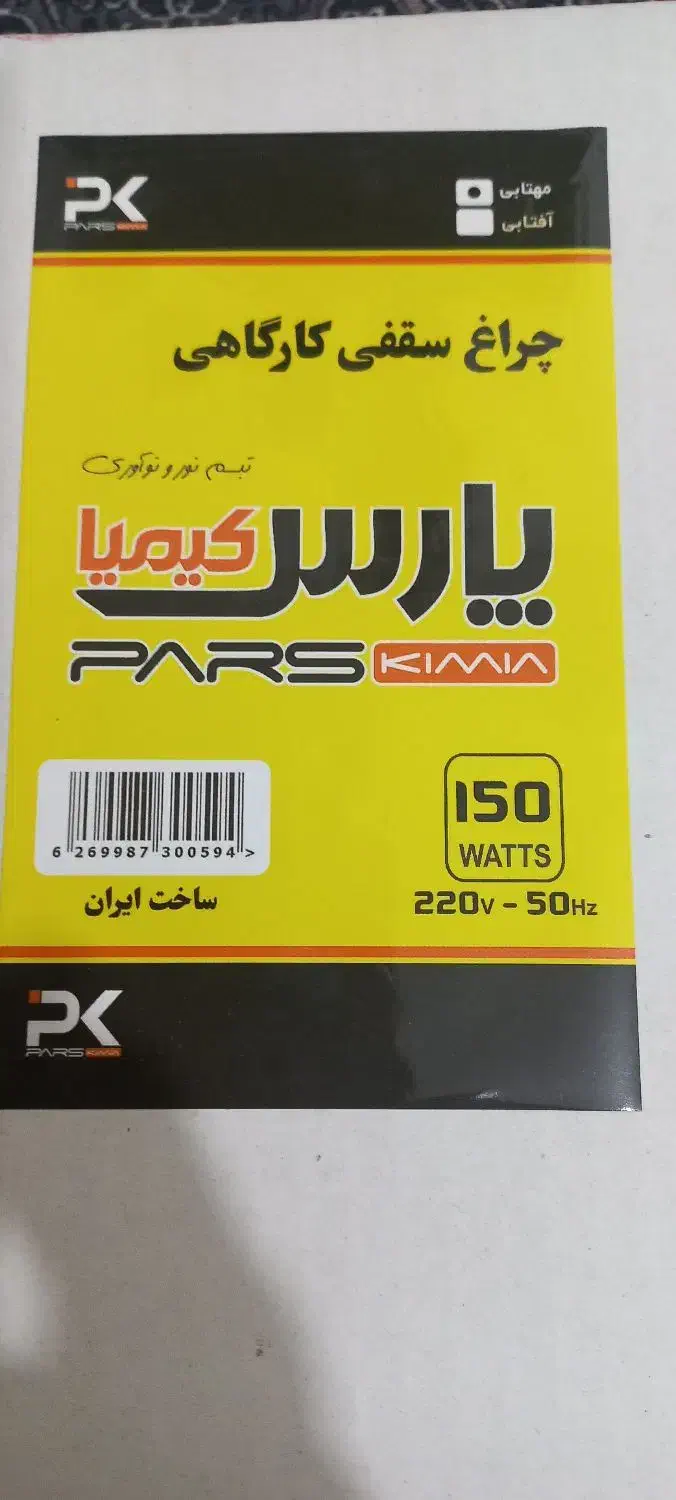 PK
PARS KIMIA
مهتابی
آفتابی
چراغ سقفی کارگاهی
تبسم نور و نوآوری
پارس کیمیا
PARS KIMIA
150
WATTS
220V - 50Hz
6 269987 300594 >
ساخت ایران
PK
PARS KIMIA